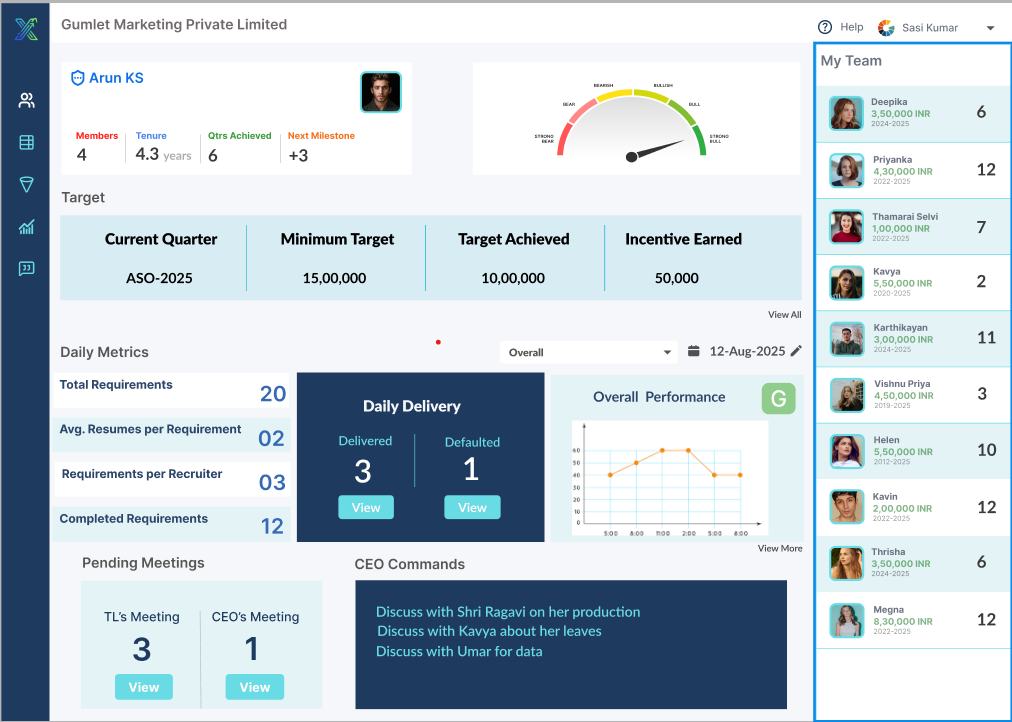 Gumlet Marketing Private Limited
Help
Sasi Kumar
Arun KS
Members
4
Tenure
4.3 years
Qtrs Achieved
6
Next Milestone
+3
STRONG BEAR
BEAR
BEARISH
BULLISH
BULL
STRONG BULL
Target
Current Quarter
Minimum Target
Target Achieved
Incentive Earned
ASO-2025
15,00,000
10,00,000
50,000
View All
Daily Metrics
Overall
12-Aug-2025
Total Requirements
20
Avg. Resumes per Requirement
02
Requirements per Recruiter
03
Completed Requirements
12
Daily Delivery
Delivered
Defaulted
3
1
View
View
Overall Performance
G
60
50
40
30
20
10
0
5:00 8:00 11:00 2:00 5:00 8:00
View More
Pending Meetings
TL's Meeting
CEO's Meeting
3
1
View
View
CEO Commands
Discuss with Shri Ragavi on her production
Discuss with Kavya about her leaves
Discuss with Umar for data
My Team
Deepika
3,50,000 INR
2024-2025
6
Priyanka
4,30,000 INR
2022-2025
12
Thamarai Selvi
1,00,000 INR
2022-2025
7
Kavya
5,50,000 INR
2020-2025
2
Karthikayan
3,00,000 INR
2024-2025
11
Vishnu Priya
4,50,000 INR
2019-2025
3
Helen
5,50,000 INR
2012-2025
10
Kavin
2,00,000 INR
2022-2025
12
Thrisha
3,50,000 INR
2024-2025
6
Megna
8,30,000 INR
2022-2025
12